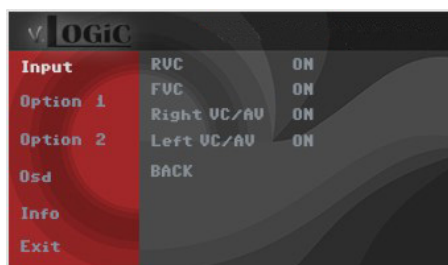 v.LOGiC
Input
Option 1
Option 2
Osd
Info
Exit
RVC ON
FVC ON
Right VC/AV ON
Left VC/AV ON
BACK